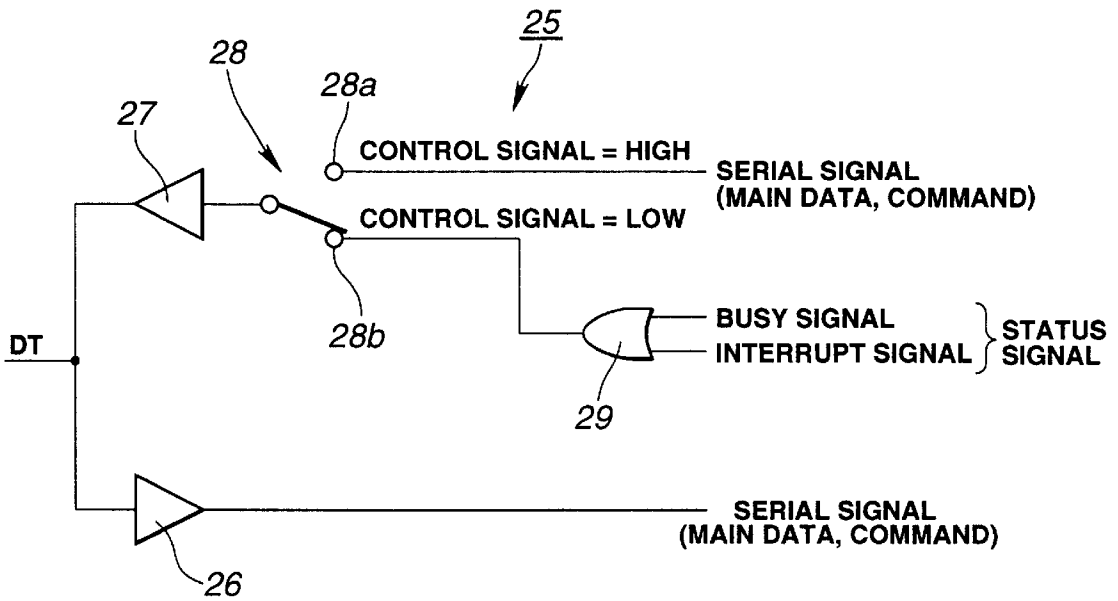 25
28
28a
27
CONTROL SIGNAL = HIGH
SERIAL SIGNAL
(MAIN DATA, COMMAND)
CONTROL SIGNAL = LOW
28b
BUSY SIGNAL
INTERRUPT SIGNAL
STATUS
SIGNAL
DT
29
SERIAL SIGNAL
(MAIN DATA, COMMAND)
26